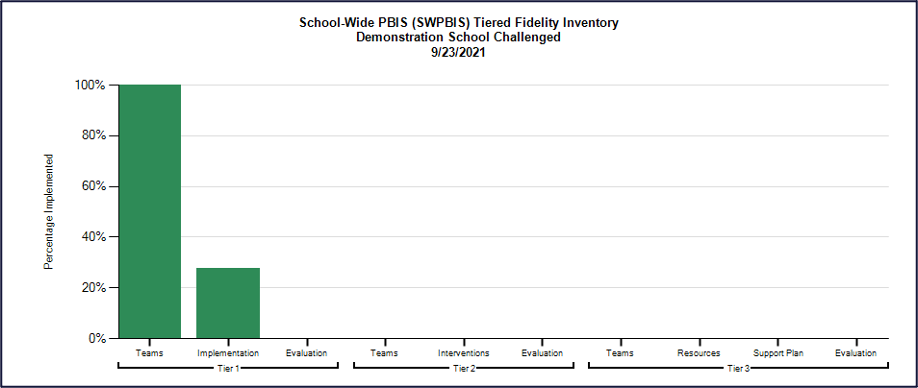 School-Wide PBIS (SWPBIS) Tiered Fidelity Inventory
Demonstration School Challenged
9/23/2021
Percentage Implemented
100%
80%
60%
40%
20%
0%
Teams Implementation Evaluation Teams Interventions Evaluation Teams Resources Support Plan Evaluation
Tier 1 Tier 2 Tier 3